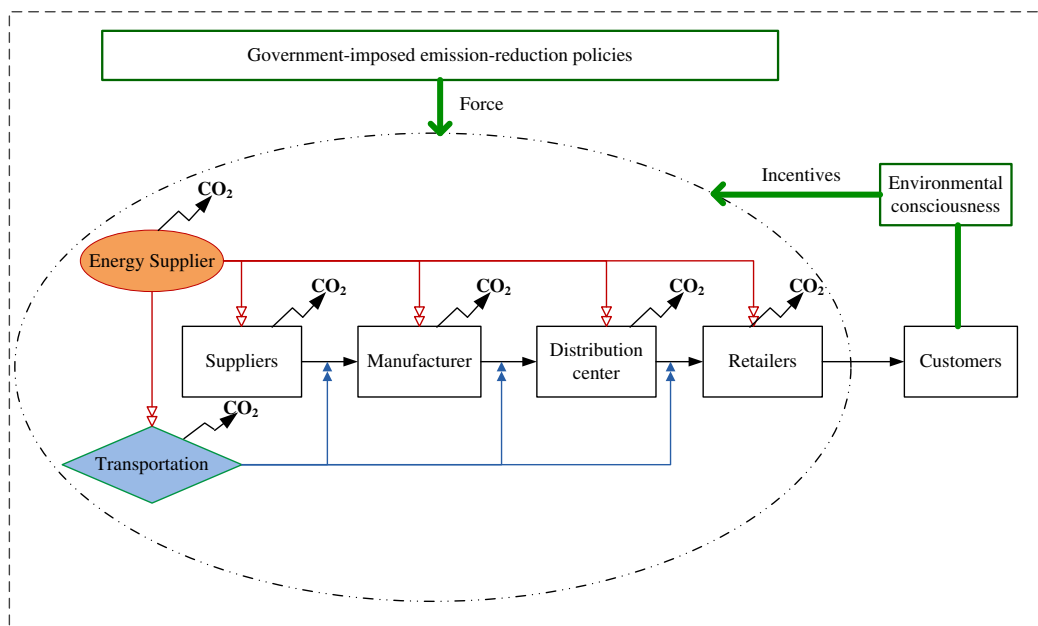 Government-imposed emission-reduction policies
Force
Incentives
Environmental
consciousness
CO₂
Energy Supplier
CO₂
CO₂
CO₂
CO₂
Suppliers
Manufacturer
Distribution
center
Retailers
Customers
CO₂
Transportation